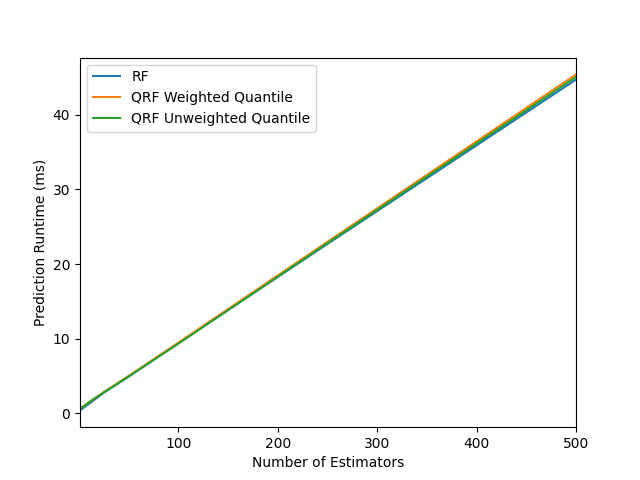 RF
QRF Weighted Quantile
QRF Unweighted Quantile
Prediction Runtime (ms)
40
30
20
10
0
100 200 300 400 500
Number of Estimators